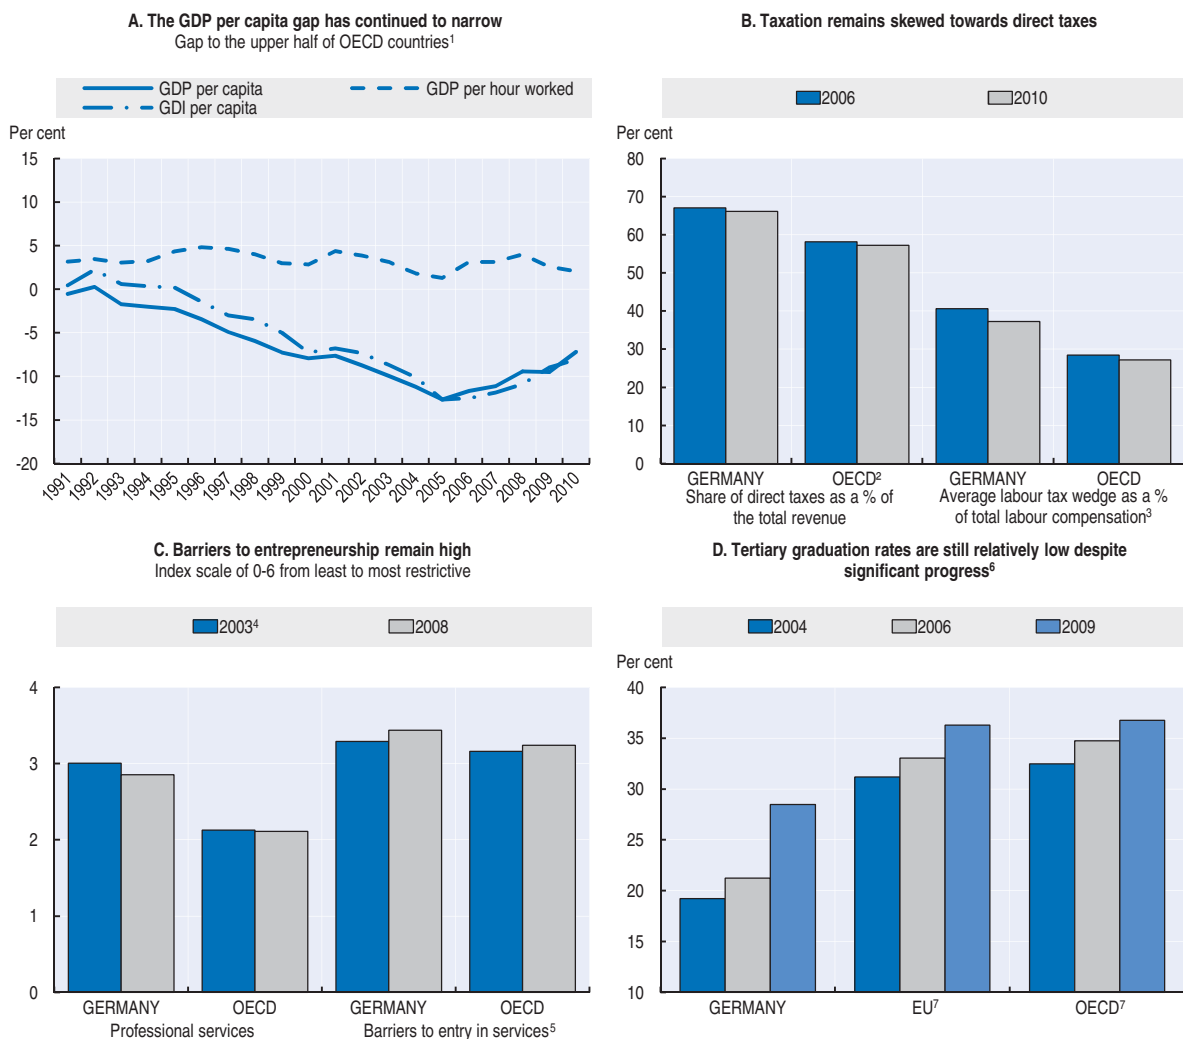 A. The GDP per capita gap has continued to narrow
Gap to the upper half of OECD countries¹
GDP per capita
GDP per hour worked
GDI per capita
Per cent
15
10
5
0
-5
-10
-15
-20
1991 1992 1993 1994 1995 1996 1997 1998 1999 2000 2001 2002 2003 2004 2005 2006 2007 2008 2009 2010
B. Taxation remains skewed towards direct taxes
2006
2010
Per cent
80
70
60
50
40
30
20
10
0
GERMANY OECD² GERMANY OECD
Share of direct taxes as a % of
the total revenue
Average labour tax wedge as a %
of total labour compensation³
C. Barriers to entrepreneurship remain high
Index scale of 0-6 from least to most restrictive
2003⁴
2008
4
3
2
1
0
GERMANY OECD GERMANY OECD
Professional services
Barriers to entry in services⁵
D. Tertiary graduation rates are still relatively low despite
significant progress⁶
2004
2006
2009
Per cent
40
35
30
25
20
15
10
GERMANY EU⁷ OECD⁷